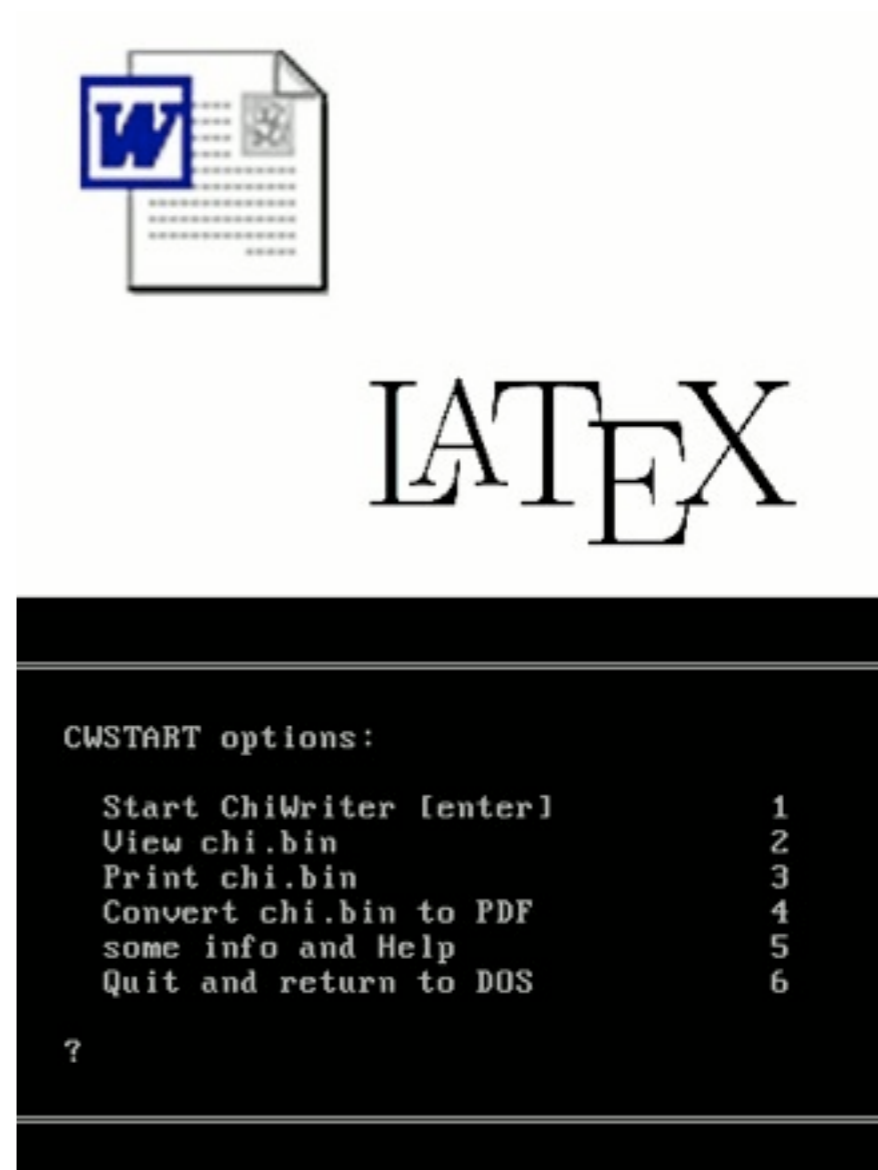 W
LATEX
CWSTART options:
Start ChiWriter [enter] 1
View chi.bin 2
Print chi.bin 3
Convert chi.bin to PDF 4
some info and Help 5
Quit and return to DOS 6
?